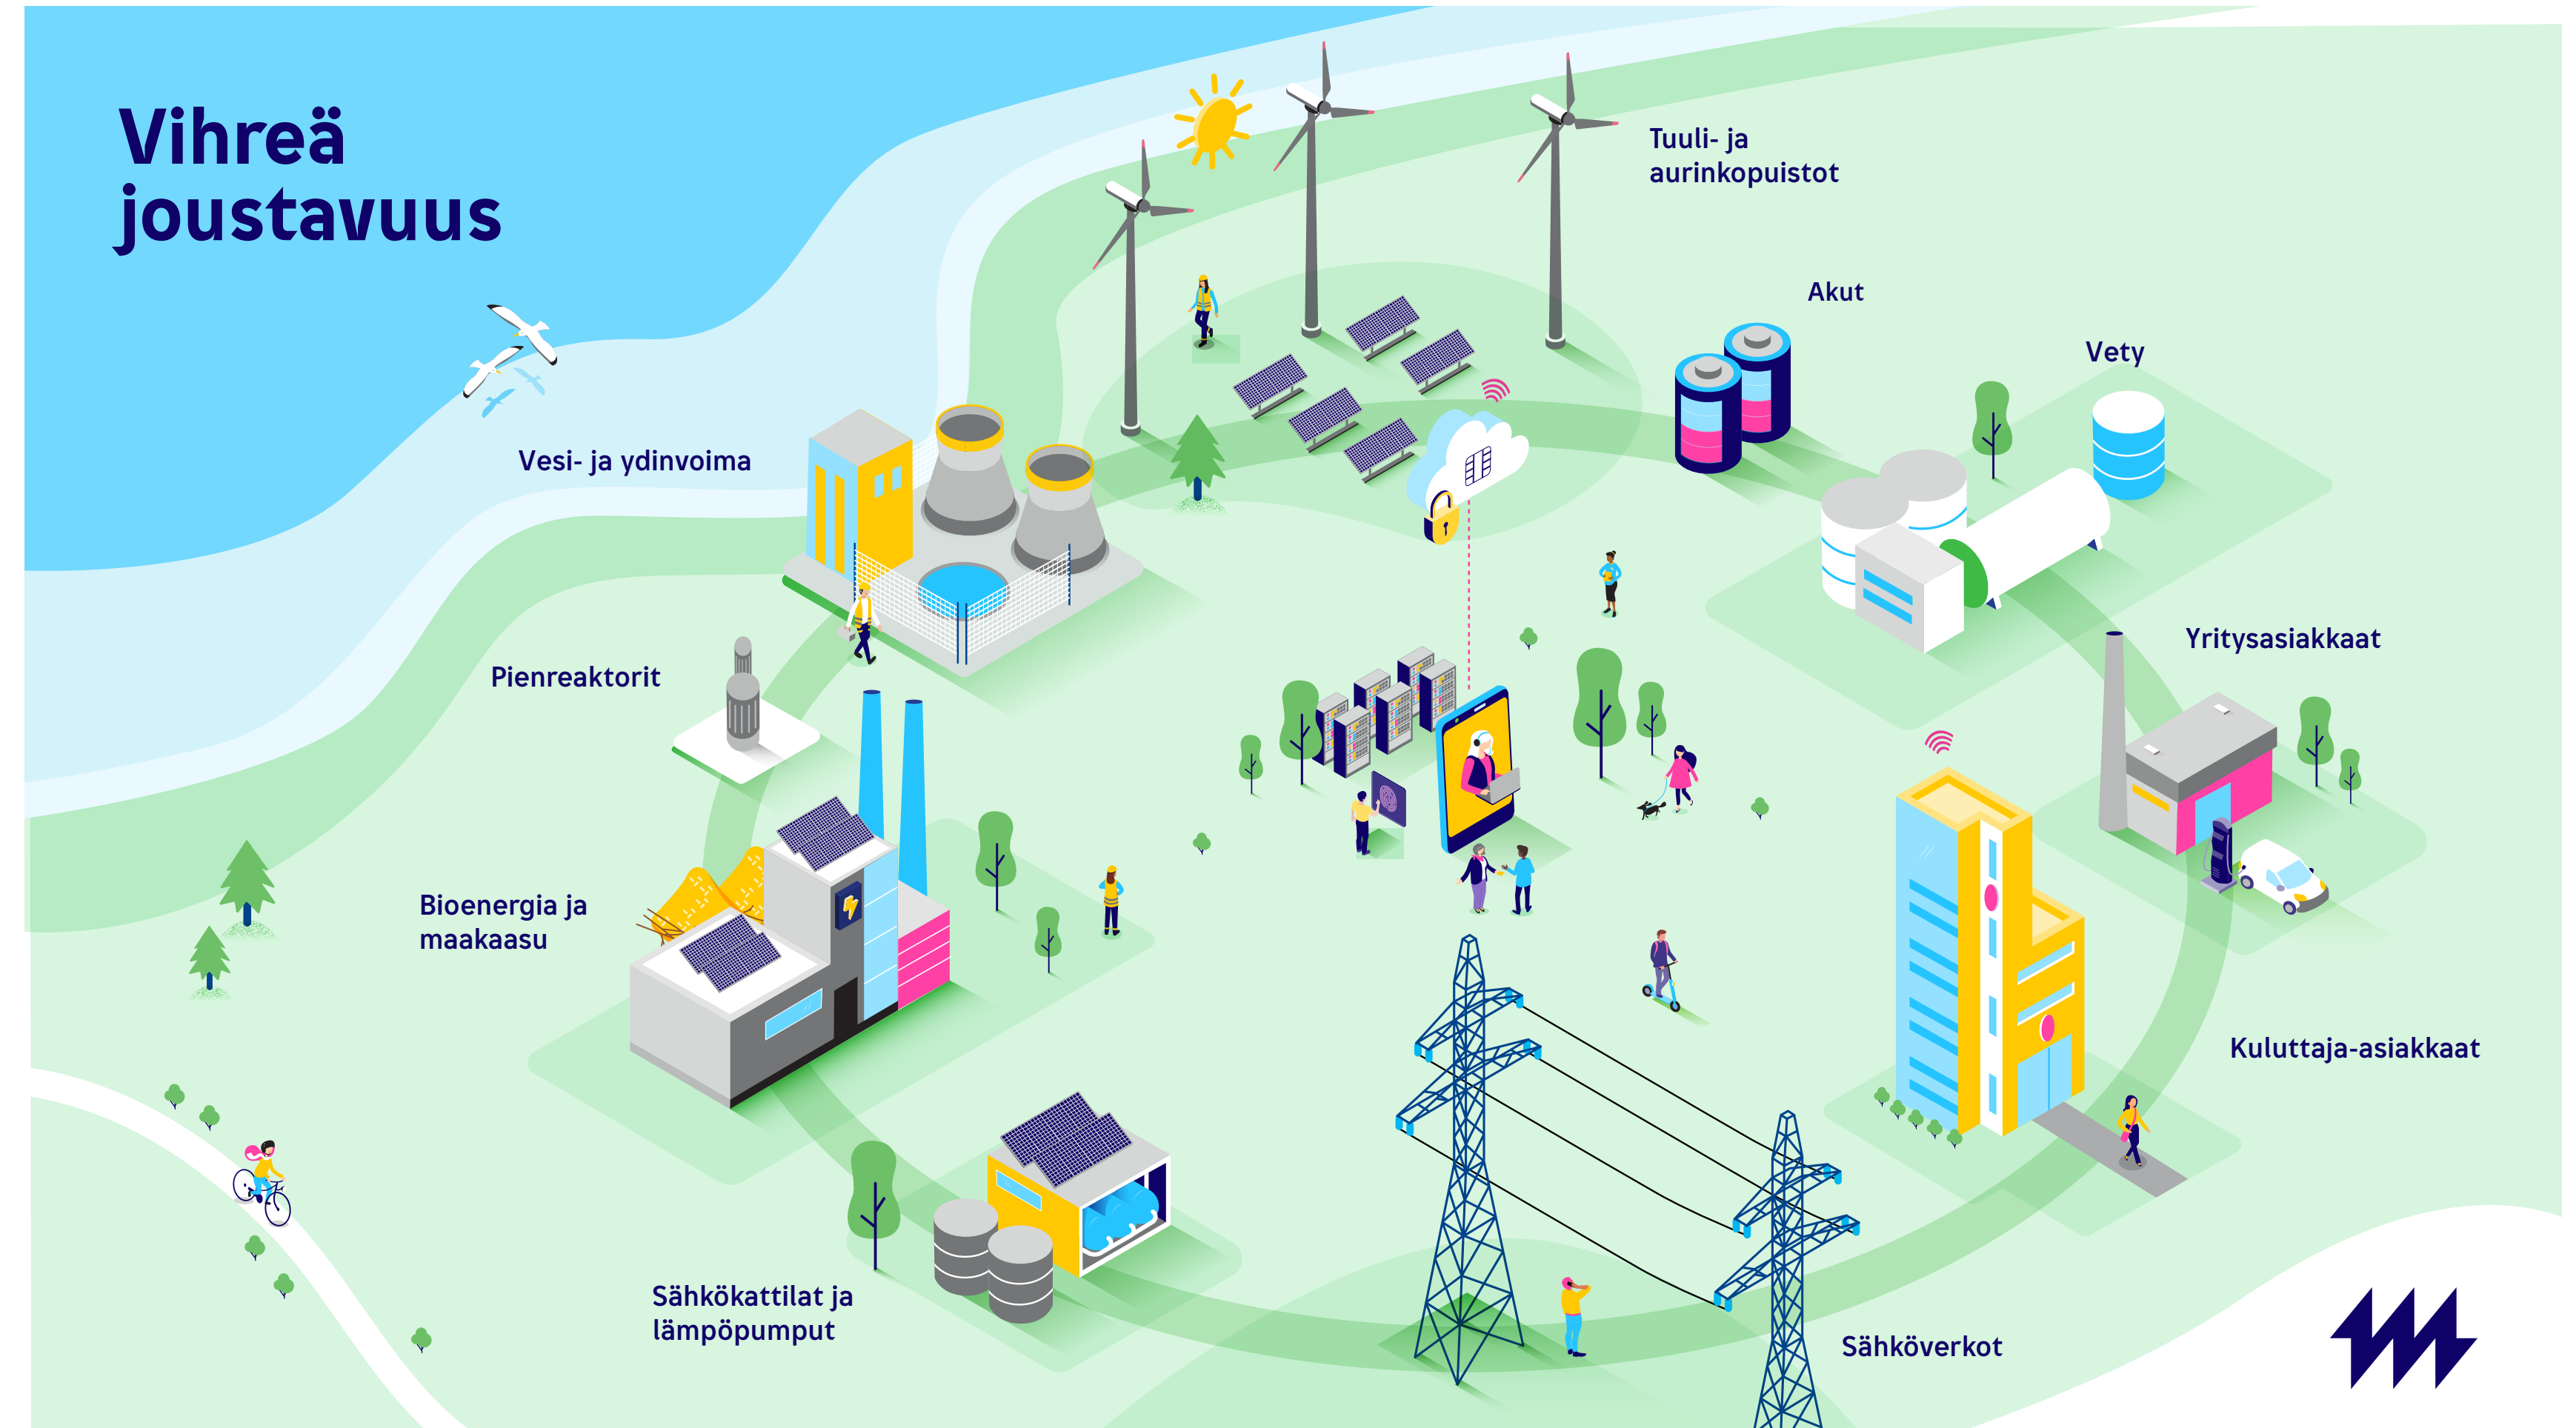 Vihreä
joustavuus
Tuuli- ja
aurinkopuistot
Akut
Vety
Vesi- ja ydinvoima
Yritysasiakkaat
Pienreaktorit
Bioenergia ja
maakaasu
Kuluttaja-asiakkaat
Sähkökattilat ja
lämpöpumput
Sähköverkot